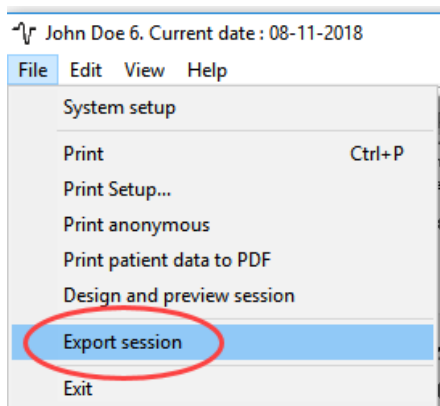 John Doe 6. Current date : 08-11-2018
File Edit View Help
System setup
Print Ctrl+P
Print Setup...
Print anonymous
Print patient data to PDF
Design and preview session
Export session
Exit